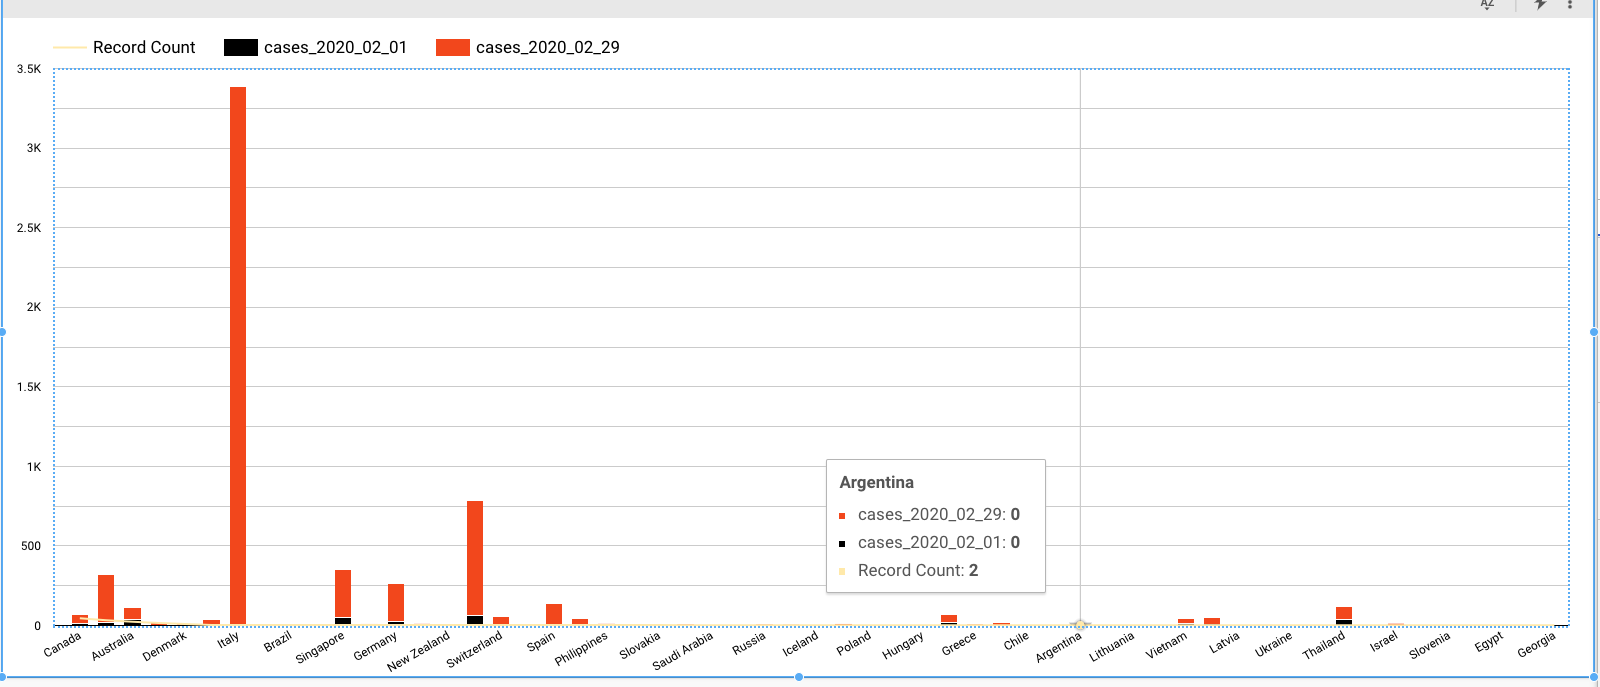 AZ
Record Count cases_2020_02_01 cases_2020_02_29
3.5K
3K
2.5K
2K
1.5K
1K
500
0
Argentina
cases_2020_02_29: 0
cases_2020_02_01: 0
Record Count: 2
Canada Australia Denmark Italy Brazil Singapore Germany New Zealand Switzerland Spain Philippines Slovakia Saudi Arabia Russia Iceland Poland Hungary Greece Chile Argentina Lithuania Vietnam Latvia Ukraine Thailand Israel Slovenia Egypt Georgia